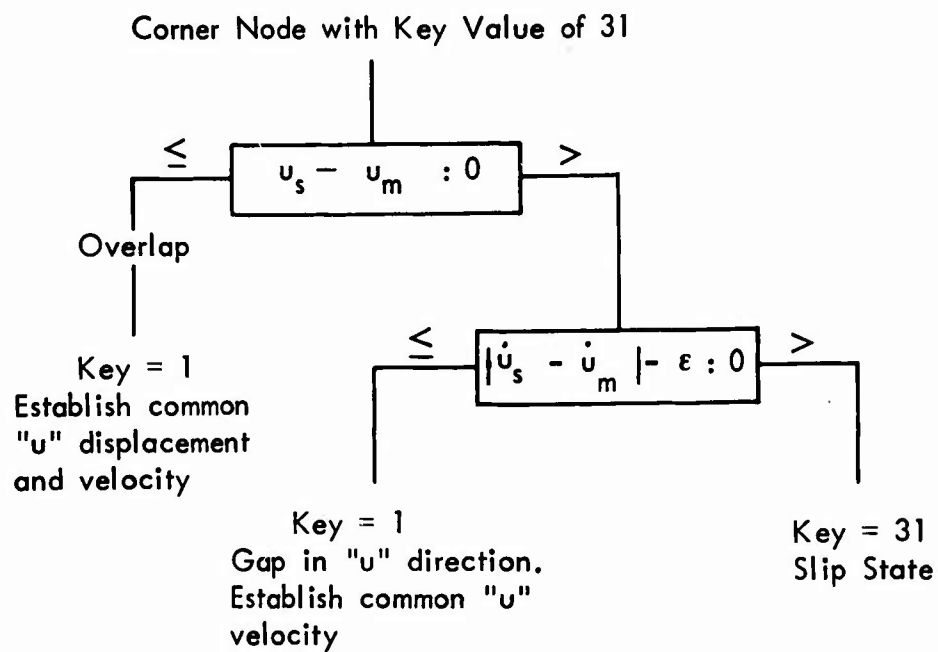 Corner Node with Key Value of 31
≤
u_s - u_m : 0
>
Overlap
Key = 1
Establish common
"u" displacement
and velocity
≤
|u̇_s - u̇_m| - ε : 0
>
Key = 1
Gap in "u" direction.
Establish common "u"
velocity
Key = 31
Slip State